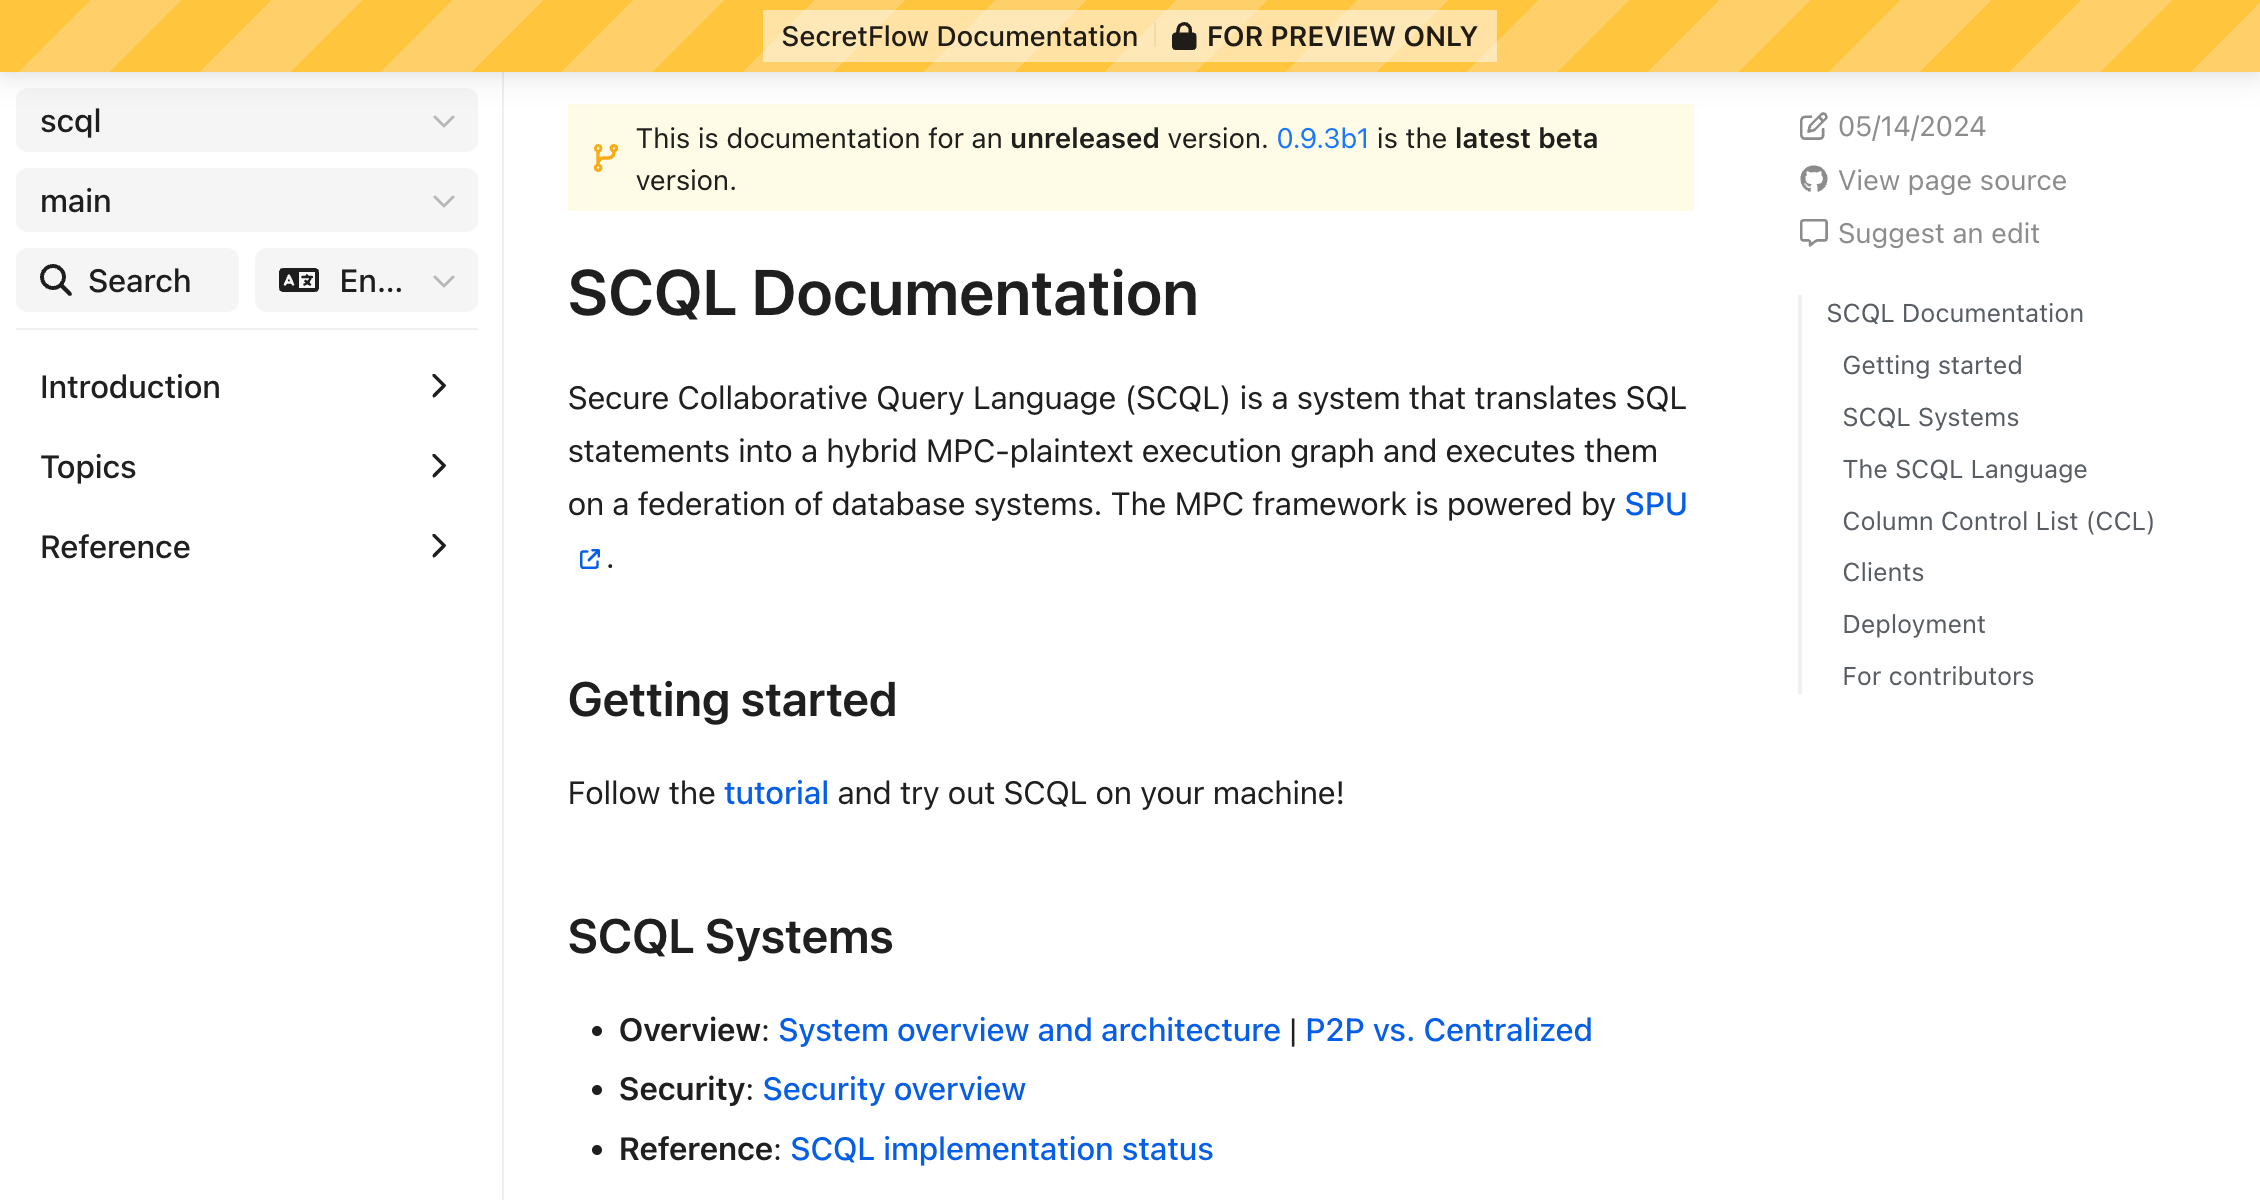 SecretFlow Documentation FOR PREVIEW ONLY
scql
main
Search En...
Introduction
Topics
Reference
This is documentation for an unreleased version. 0.9.3b1 is the latest beta
version.
SCQL Documentation
Secure Collaborative Query Language (SCQL) is a system that translates SQL
statements into a hybrid MPC-plaintext execution graph and executes them
on a federation of database systems. The MPC framework is powered by SPU
.
Getting started
Follow the tutorial and try out SCQL on your machine!
SCQL Systems
• Overview: System overview and architecture | P2P vs. Centralized
• Security: Security overview
• Reference: SCQL implementation status
05/14/2024
View page source
Suggest an edit
SCQL Documentation
Getting started
SCQL Systems
The SCQL Language
Column Control List (CCL)
Clients
Deployment
For contributors